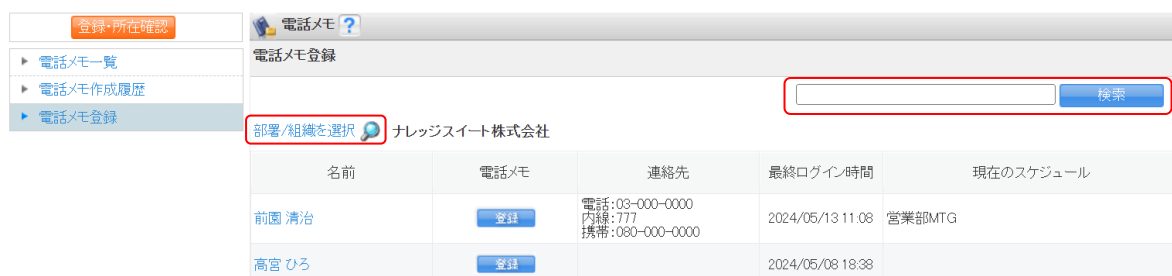 登録・所在確認
電話メモ一覧
電話メモ作成履歴
電話メモ登録
電話メモ ?
電話メモ登録
検索
部署/組織を選択 ナレッジスイート株式会社
名前 電話メモ 連絡先 最終ログイン時間 現在のスケジュール
前園 清治 登録 電話:03-000-0000
内線:777
携帯:080-000-0000
2024/05/13 11:08 営業部MTG
高宮 ひろ 登録 2024/05/08 18:38